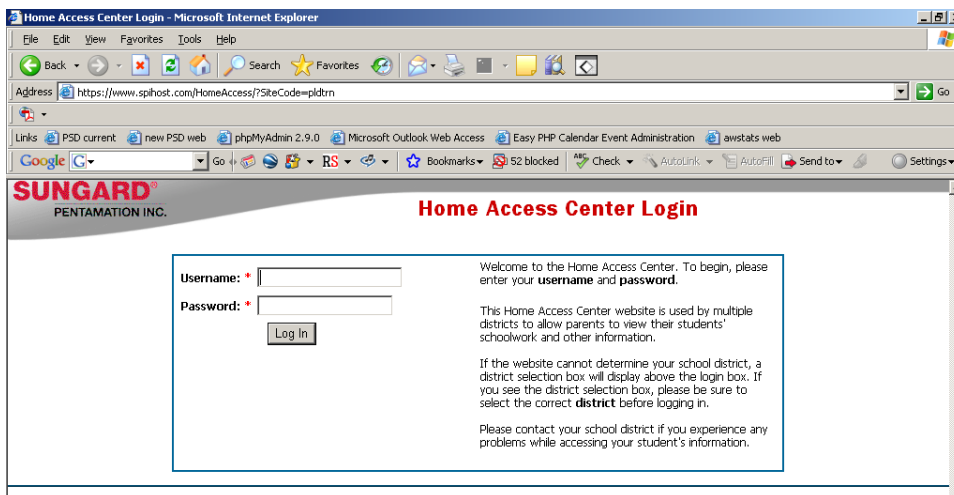 Home Access Center Login - Microsoft Internet Explorer
File Edit View Favorites Tools Help
Back Search Favorites
Address https://www.spihost.com/HomeAccess/?SiteCode=pldtrn Go
Links PSD current new PSD web phpMyAdmin 2.9.0 Microsoft Outlook Web Access Easy PHP Calendar Event Administration awstats web
Google G Go RS Bookmarks 52 blocked ABC Check AutoLink AutoFill Send to Settings
SUNGARD®
PENTAMATION INC.
Home Access Center Login
Username: *
Password: *
Log In
Welcome to the Home Access Center. To begin, please
enter your username and password.
This Home Access Center website is used by multiple
districts to allow parents to view their students'
schoolwork and other information.
If the website cannot determine your school district, a
district selection box will display above the login box. If
you see the district selection box, please be sure to
select the correct district before logging in.
Please contact your school district if you experience any
problems while accessing your student's information.